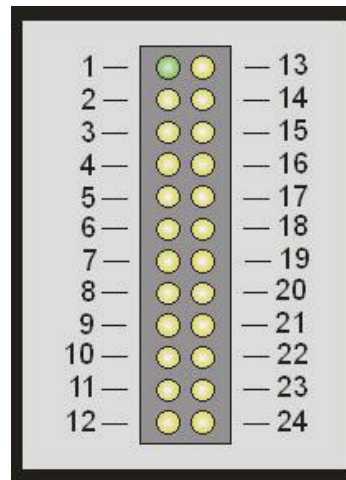 1 — — 13
2 — — 14
3 — — 15
4 — — 16
5 — — 17
6 — — 18
7 — — 19
8 — — 20
9 — — 21
10 — — 22
11 — — 23
12 — — 24